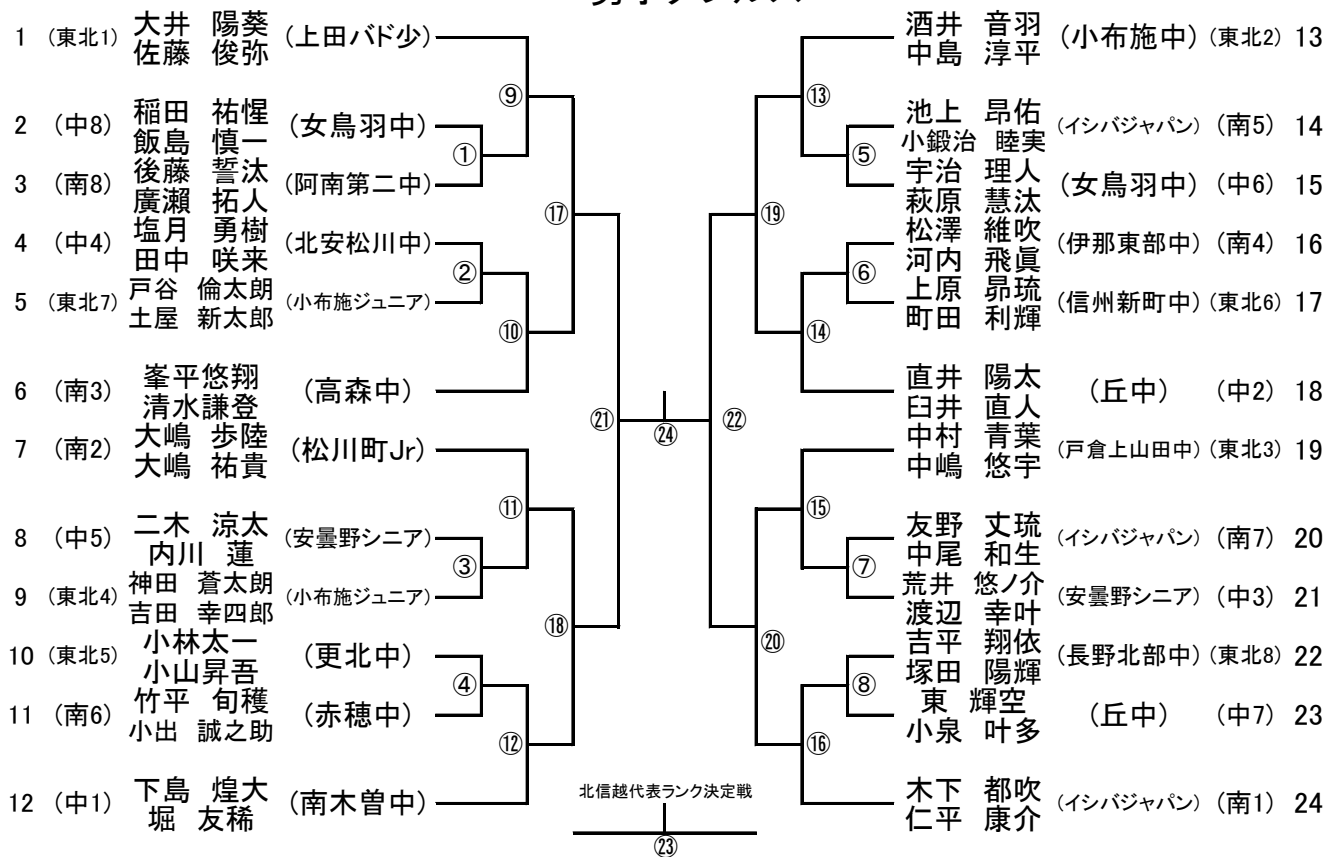 1 (東北1) 大井 陽葵 佐藤 俊弥 (上田バド少)
2 (中8) 稲田 祐惺 飯島 慎一 (女鳥羽中)
3 (南8) 後藤 誓汰 廣瀬 拓人 (阿南第二中)
4 (中4) 塩月 勇樹 田中 咲来 (北安松川中)
5 (東北7) 戸谷 倫太朗 土屋 新太郎 (小布施ジュニア)
6 (南3) 峯平悠翔 清水謙登 (高森中)
7 (南2) 大嶋 歩陸 大嶋 祐貴 (松川町Jr)
8 (中5) 二木 涼太 内川 蓮 (安曇野シニア)
9 (東北4) 神田 蒼太朗 吉田 幸四郎 (小布施ジュニア)
10 (東北5) 小林太一 小山昇吾 (更北中)
11 (南6) 竹平 旬穫 小出 誠之助 (赤穂中)
12 (中1) 下島 煌大 堀 友稀 (南木曽中)
⑨
①
⑰
②
⑩
㉑
⑪
③
⑱
④
⑫
㉔
北信越代表ランク決定戦
㉓
⑬
⑤
⑲
⑥
⑭
㉒
⑮
⑦
⑳
⑧
⑯
酒井 音羽 中島 淳平 (小布施中) (東北2) 13
池上 昂佑 小鍛治 睦実 (イシバジャパン) (南5) 14
宇治 理人 萩原 慧汰 (女鳥羽中) (中6) 15
松澤 維吹 河内 飛眞 (伊那東部中) (南4) 16
上原 昴琉 町田 利輝 (信州新町中) (東北6) 17
直井 陽太 臼井 直人 (丘中) (中2) 18
中村 青葉 中嶋 悠宇 (戸倉上山田中) (東北3) 19
友野 丈琉 中尾 和生 (イシバジャパン) (南7) 20
荒井 悠ノ介 渡辺 幸叶 (安曇野シニア) (中3) 21
吉平 翔依 塚田 陽輝 (長野北部中) (東北8) 22
東 輝空 小泉 叶多 (丘中) (中7) 23
木下 都吹 仁平 康介 (イシバジャパン) (南1) 24